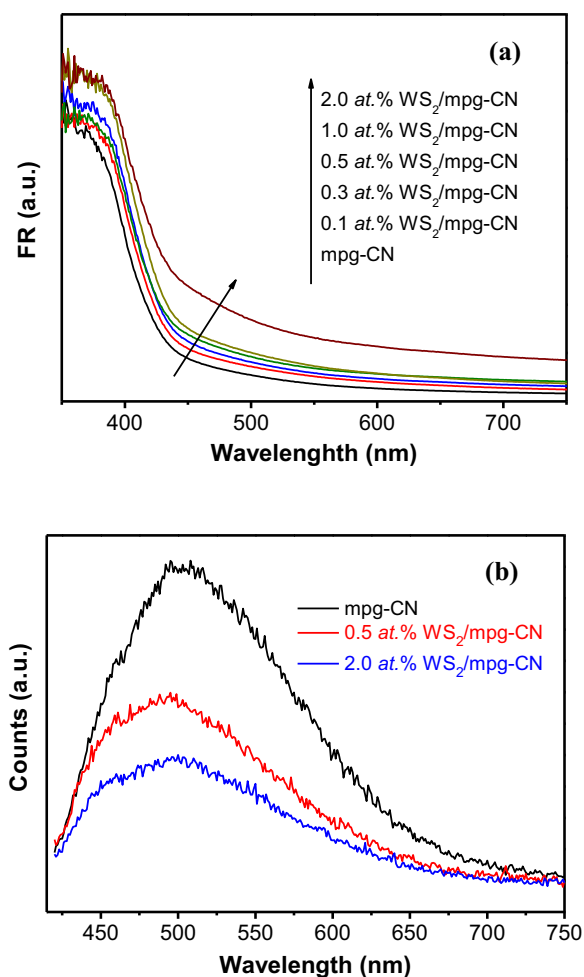 (a)
2.0 at.% WS2/mpg-CN
1.0 at.% WS2/mpg-CN
0.5 at.% WS2/mpg-CN
0.3 at.% WS2/mpg-CN
0.1 at.% WS2/mpg-CN
mpg-CN
FR (a.u.)
400 500 600 700
Wavelenghth (nm)
(b)
mpg-CN
0.5 at.% WS2/mpg-CN
2.0 at.% WS2/mpg-CN
Counts (a.u.)
450 500 550 600 650 700 750
Wavelength (nm)